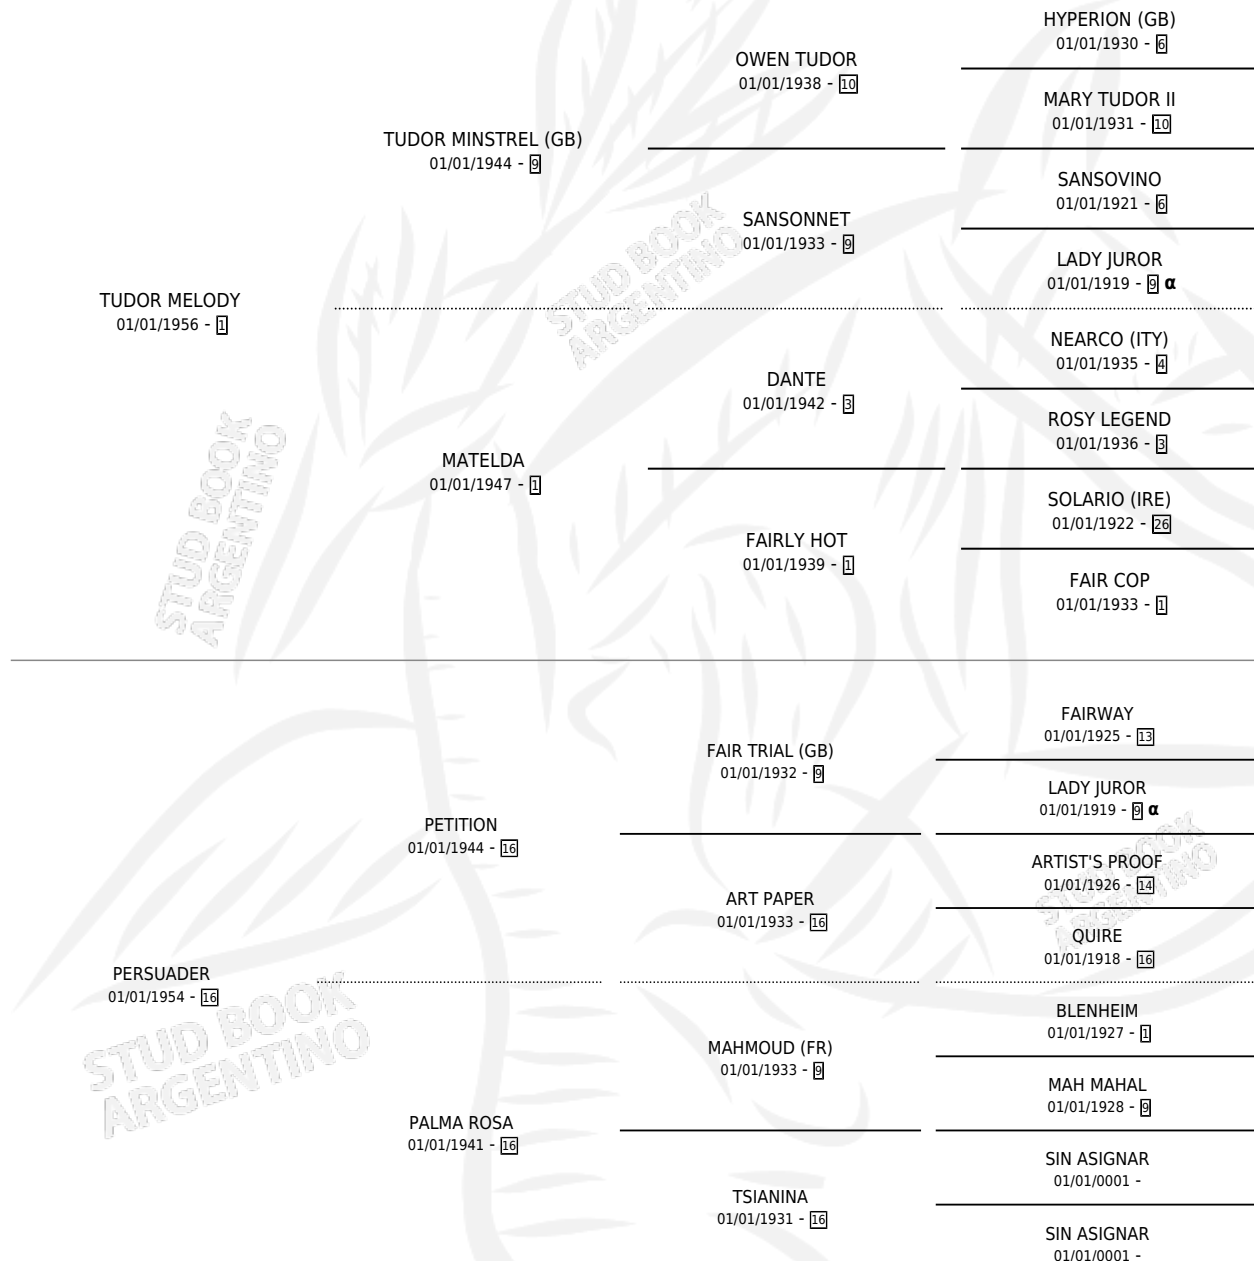 HYPERION (GB)
01/01/1930 - 6
OWEN TUDOR
01/01/1938 - 10
MARY TUDOR II
01/01/1931 - 10
TUDOR MINSTREL (GB)
01/01/1944 - 9
SANSOVINO
01/01/1921 - 6
SANSONNET
01/01/1933 - 9
LADY JUROR
01/01/1919 - 9 α
TUDOR MELODY
01/01/1956 - 1
NEARCO (ITY)
01/01/1935 - 4
DANTE
01/01/1942 - 3
ROSY LEGEND
01/01/1936 - 3
MATELDA
01/01/1947 - 1
SOLARIO (IRE)
01/01/1922 - 26
FAIRLY HOT
01/01/1939 - 1
FAIR COP
01/01/1933 - 1
FAIRWAY
01/01/1925 - 13
FAIR TRIAL (GB)
01/01/1932 - 9
LADY JUROR
01/01/1919 - 9 α
PETITION
01/01/1944 - 16
ARTIST'S PROOF
01/01/1926 - 14
ART PAPER
01/01/1933 - 16
QUIRE
01/01/1918 - 16
PERSUADER
01/01/1954 - 16
BLENHEIM
01/01/1927 - 1
MAHMOUD (FR)
01/01/1933 - 9
MAH MAHAL
01/01/1928 - 9
PALMA ROSA
01/01/1941 - 16
SIN ASIGNAR
01/01/0001 -
TSIANINA
01/01/1931 - 16
SIN ASIGNAR
01/01/0001 -
STUD BOOK
ARGENTINO
STUD BOOK
ARGENTINO
STUD BOOK
ARGENTINO
STUD BOOK
ARGENTINO